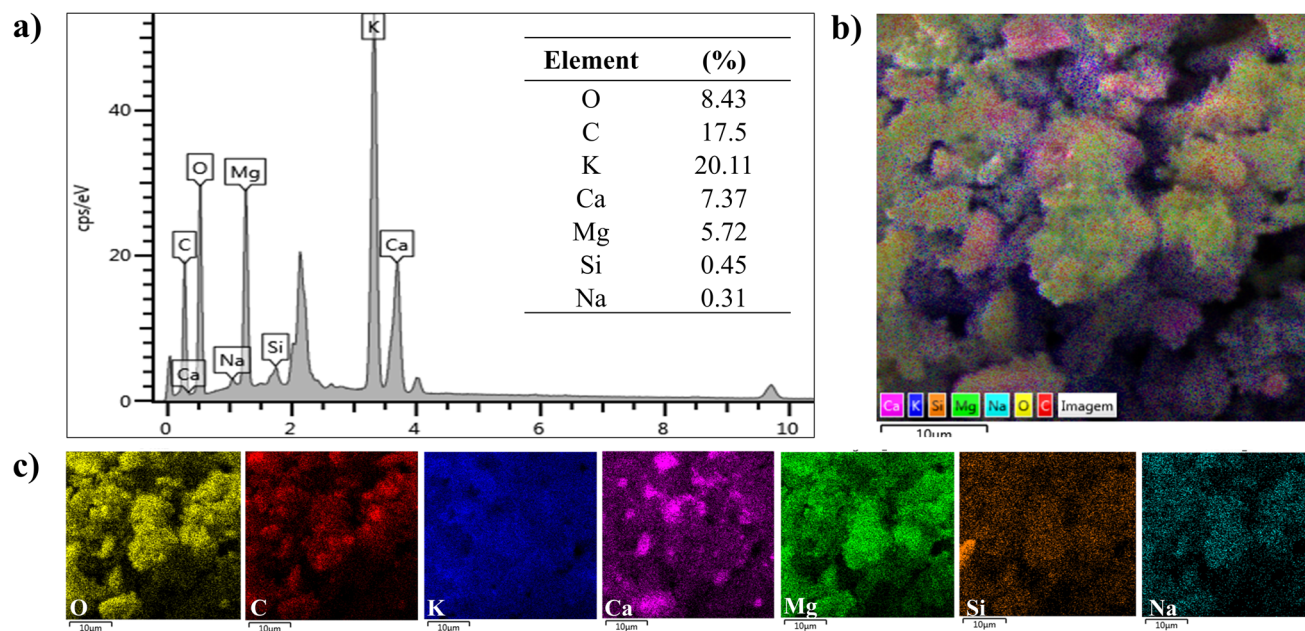 a)
cps/eV
40
20
0
0 2 4 6 8 10
C
O
Ca
Na
Mg
Si
K
Ca
Element (%)
O 8.43
C 17.5
K 20.11
Ca 7.37
Mg 5.72
Si 0.45
Na 0.31
b)
Ca K Si Mg Na O C Imagem
10µm
c)
O C K Ca Mg Si Na
10µm 10µm 10µm 10µm 10µm 10µm 10µm